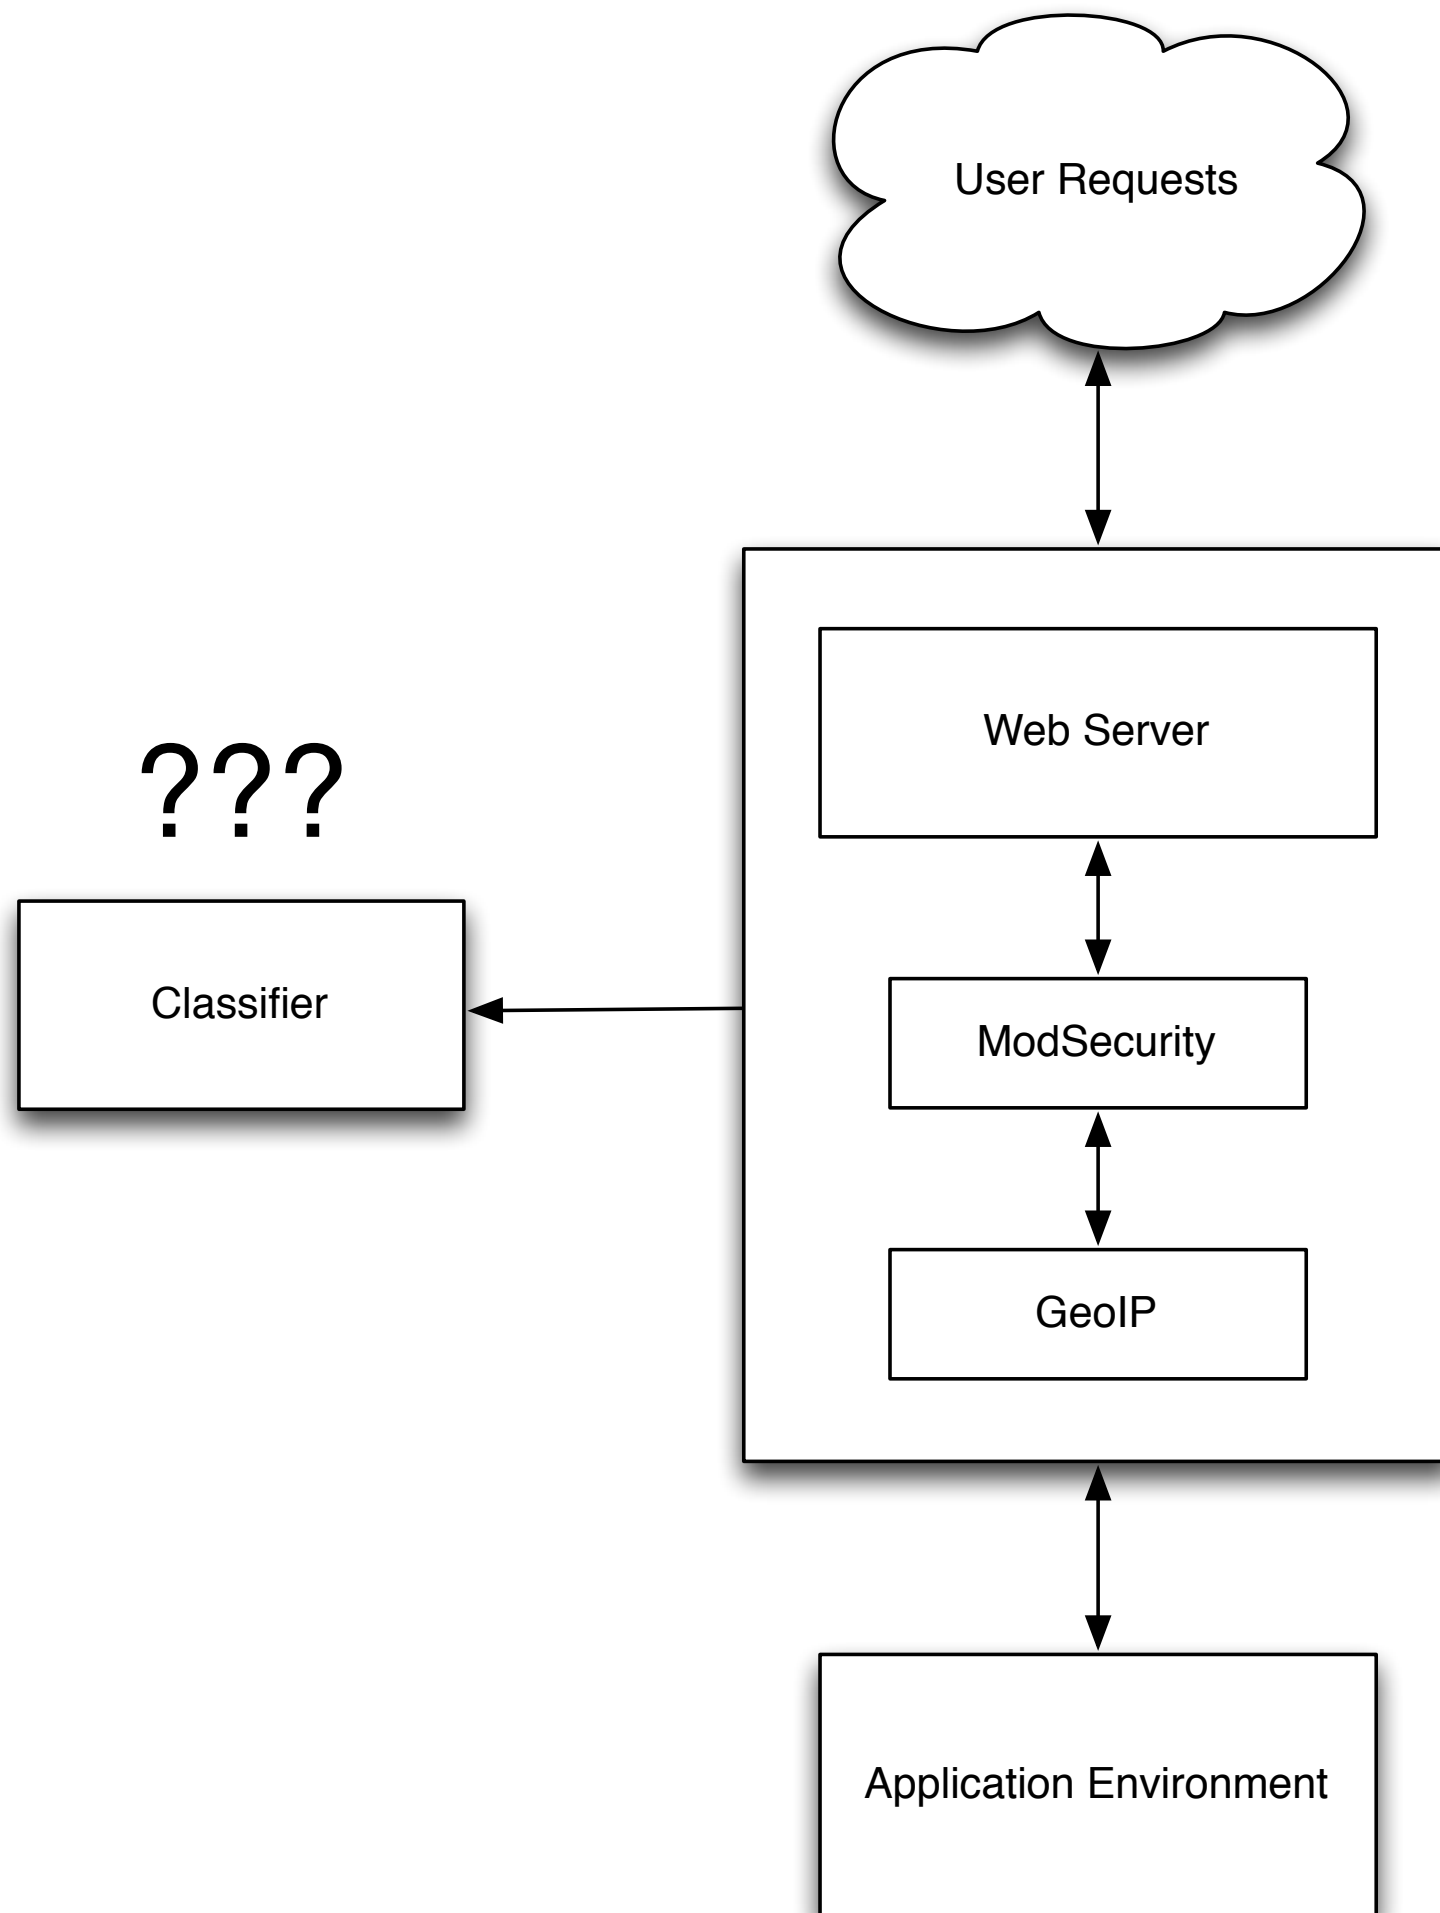 User Requests
Web Server
???
Classifier
ModSecurity
GeoIP
Application Environment